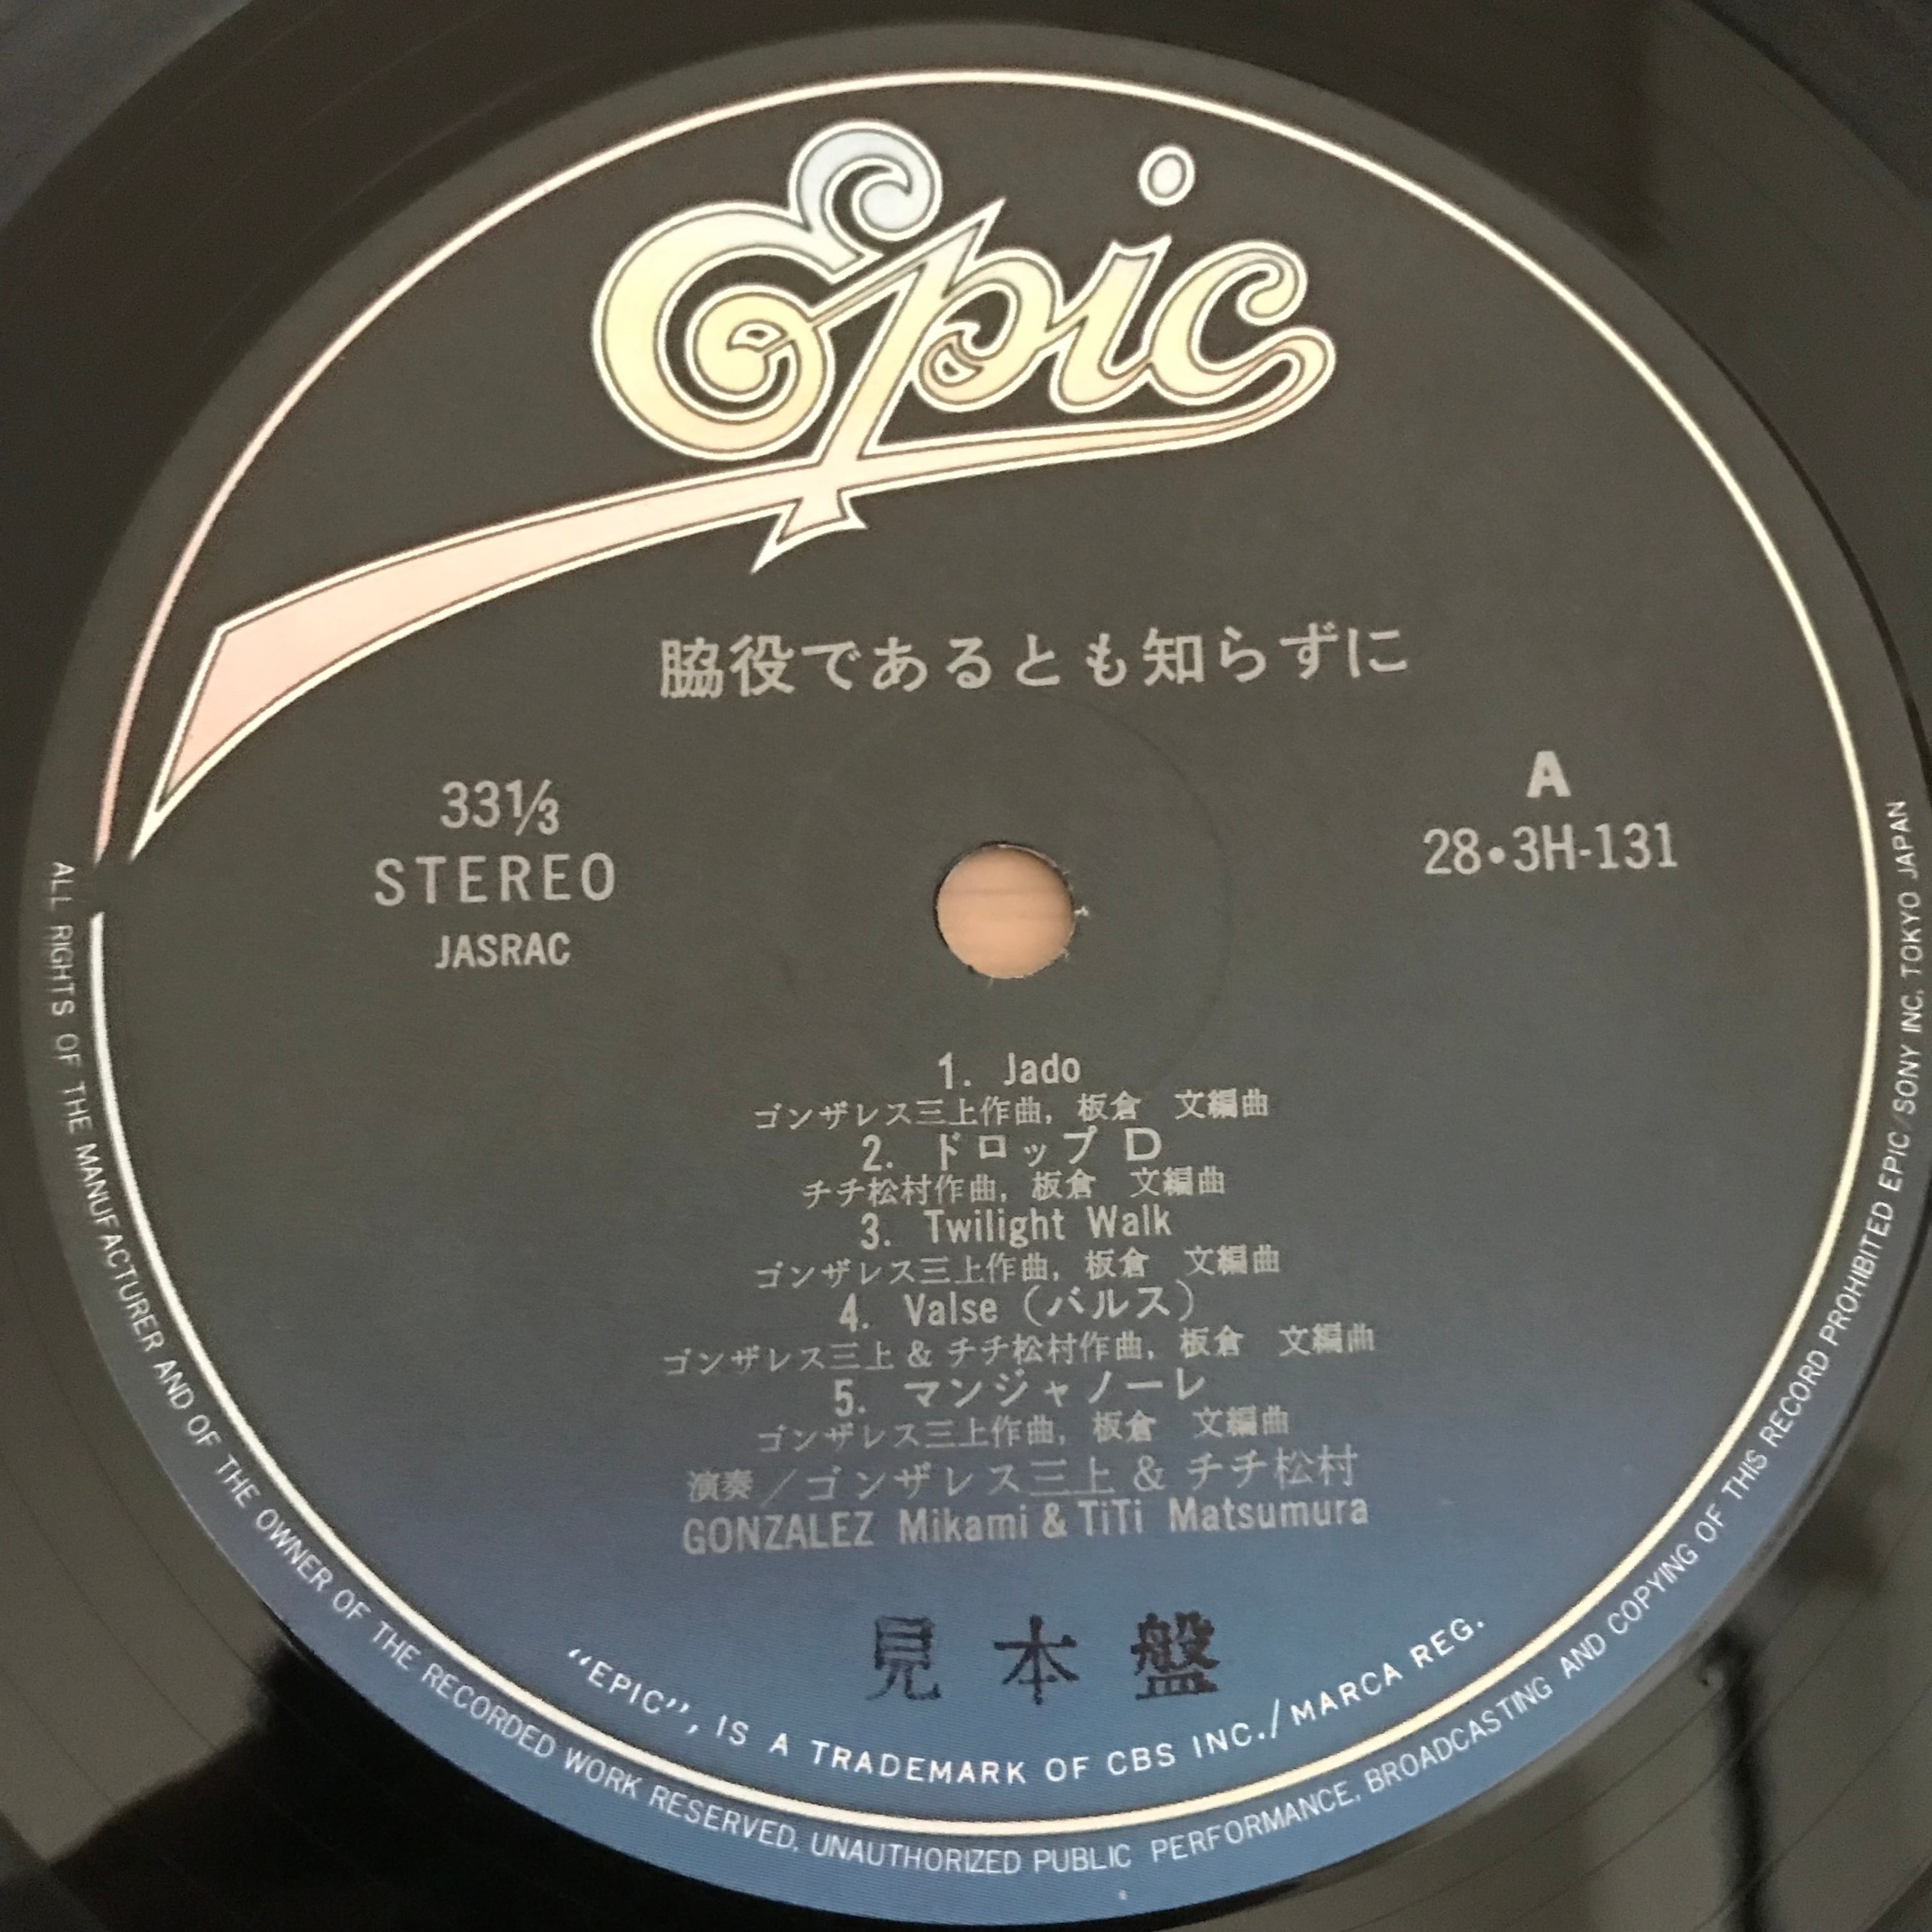 Epic
脇役であるとも知らずに
33⅓
STEREO
JASRAC
A
28・3H-131
1. Jado
ゴンザレス三上作曲, 板倉 文編曲
2. ドロップ D
チチ松村作曲, 板倉 文編曲
3. Twilight Walk
ゴンザレス三上作曲, 板倉 文編曲
4. Valse (バルス)
ゴンザレス三上 & チチ松村作曲, 板倉 文編曲
5. マンジャノーレ
ゴンザレス三上作曲, 板倉 文編曲
演奏/ゴンザレス三上 & チチ松村
GONZALEZ Mikami & TiTi Matsumura
見本盤
"EPIC", IS A TRADEMARK OF CBS INC./MARCA REG.
ALL RIGHTS OF THE MANUFACTURER AND OF THE OWNER OF THE RECORDED WORK RESERVED. UNAUTHORIZED PUBLIC PERFORMANCE, BROADCASTING AND COPYING OF THIS RECORD PROHIBITED EPIC/SONY INC. TOKYO JAPAN